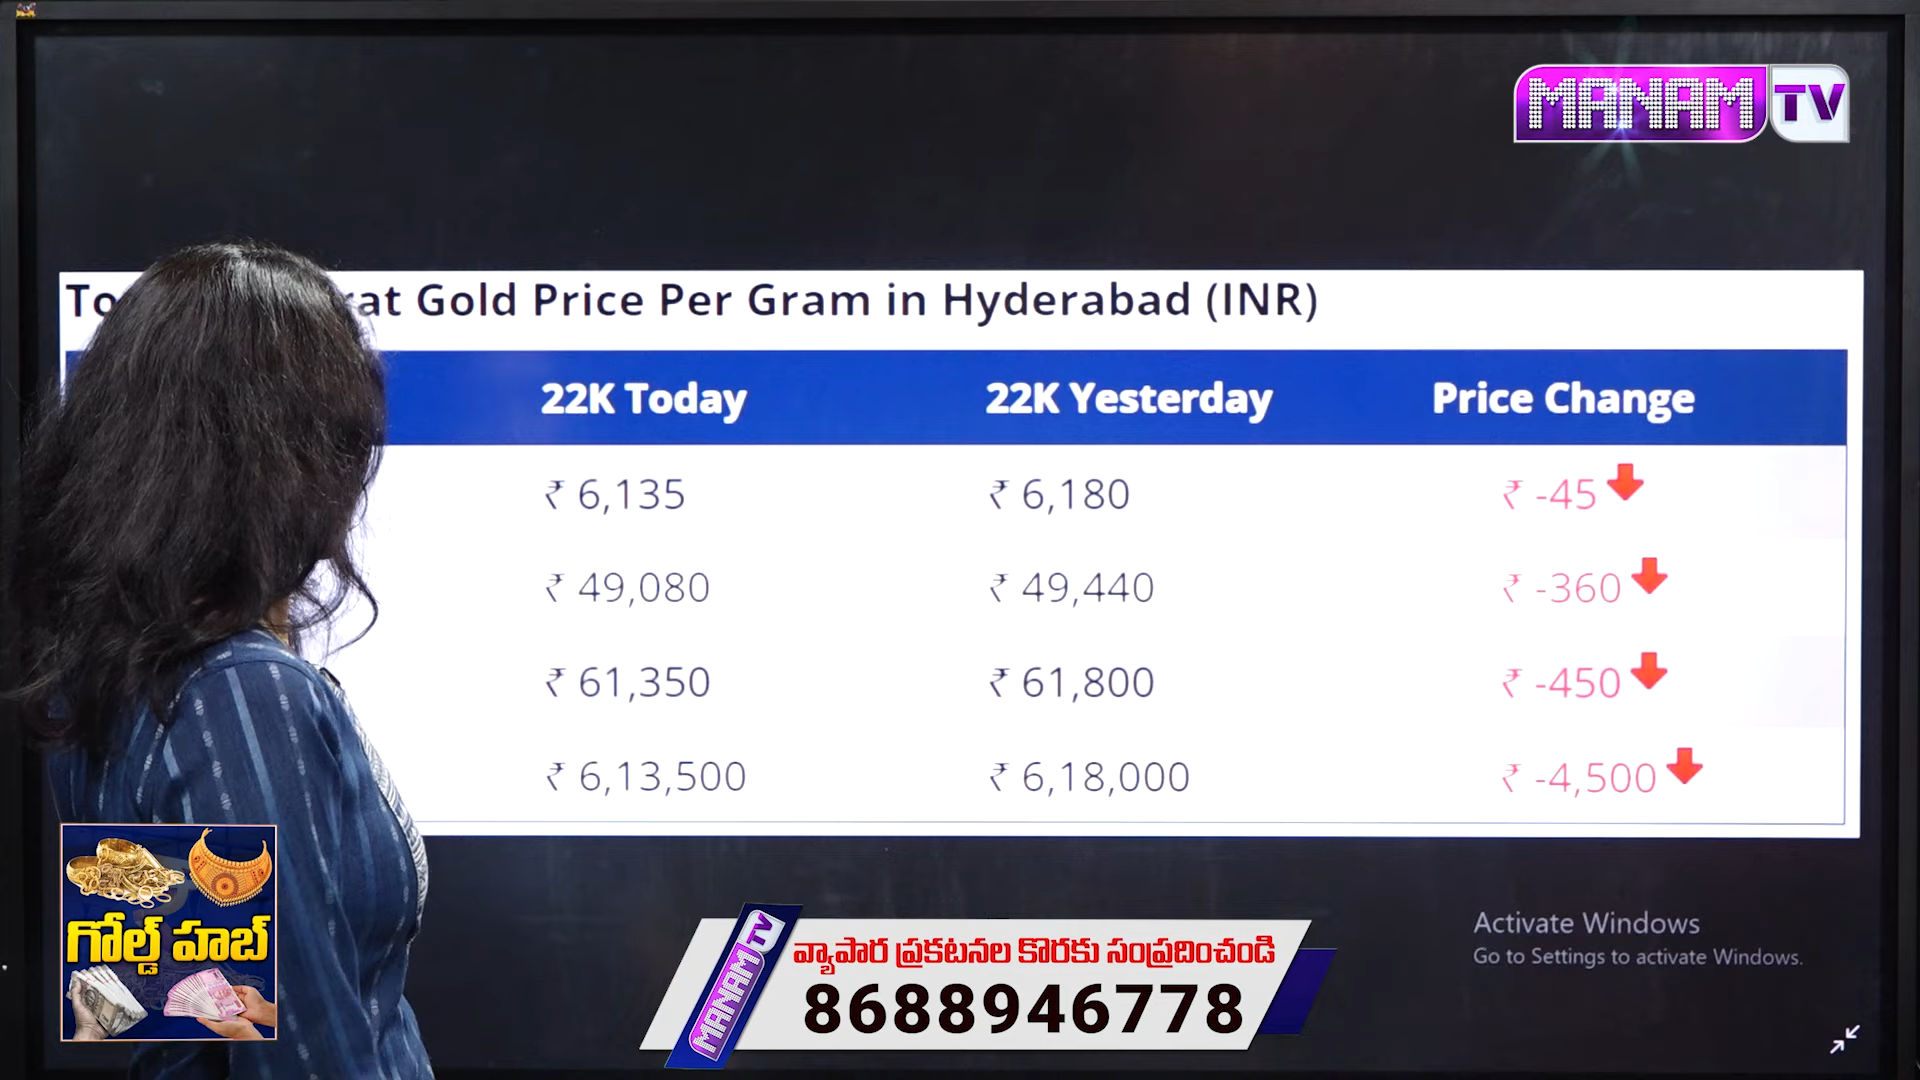 MANAM TV
Gold Price Per Gram in Hyderabad (INR)
22K Today 22K Yesterday Price Change
₹ 6,135 ₹ 6,180 ₹ -45
₹ 49,080 ₹ 49,440 ₹ -360
₹ 61,350 ₹ 61,800 ₹ -450
₹ 6,13,500 ₹ 6,18,000 ₹ -4,500
గోల్డ్ హబ్
MANAM TV
వ్యాపార ప్రకటనల కొరకు సంప్రదించండి
8688946778
Activate Windows
Go to Settings to activate Windows.